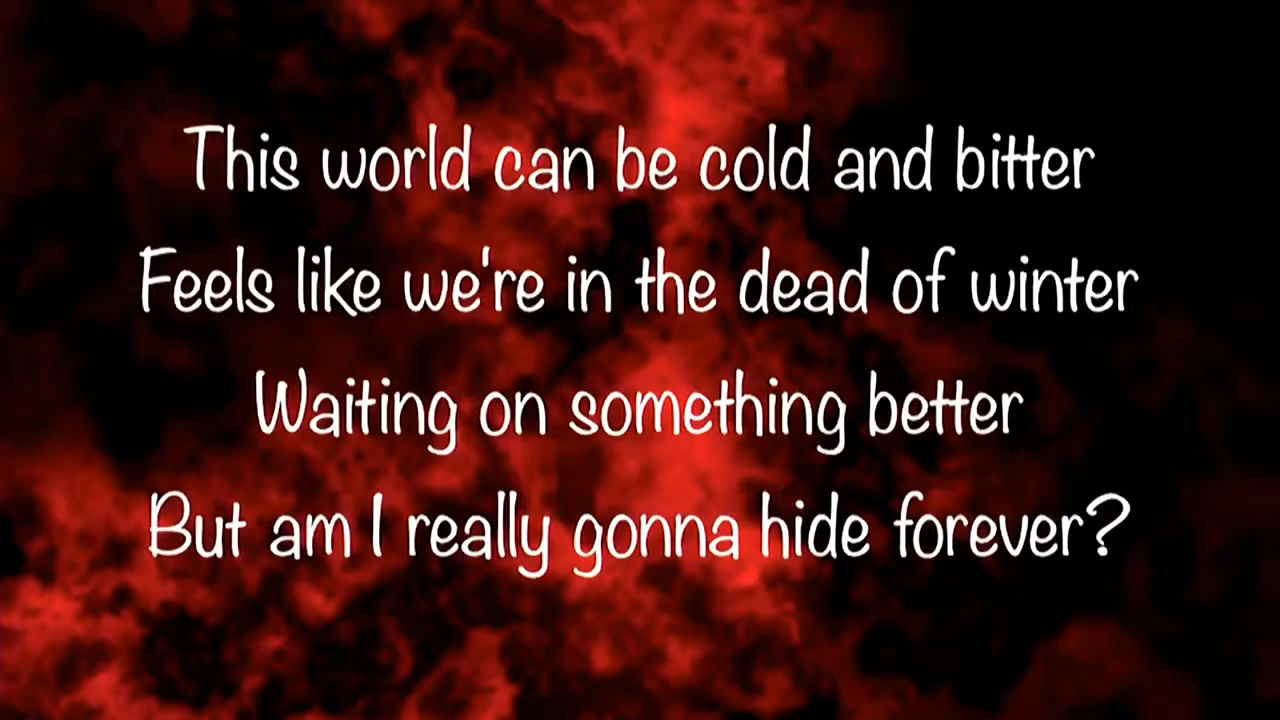 This world can be cold and bitter
Feels like we're in the dead of winter
Waiting on something better
But am I really gonna hide forever?